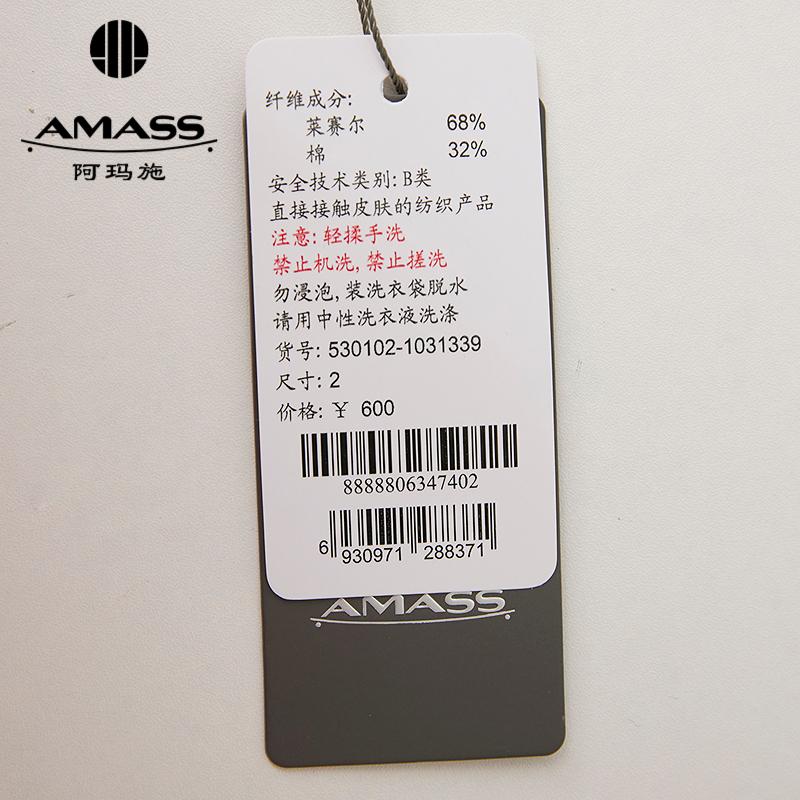 AMASS
阿玛施
纤维成分:
莱赛尔 68%
棉 32%
安全技术类别: B类
直接接触皮肤的纺织产品
注意: 轻揉手洗
禁止机洗, 禁止搓洗
勿浸泡, 装洗衣袋脱水
请用中性洗衣液洗涤
货号: 530102-1031339
尺寸: 2
价格: ¥ 600
8888806347402
6 930971 288371
AMASS